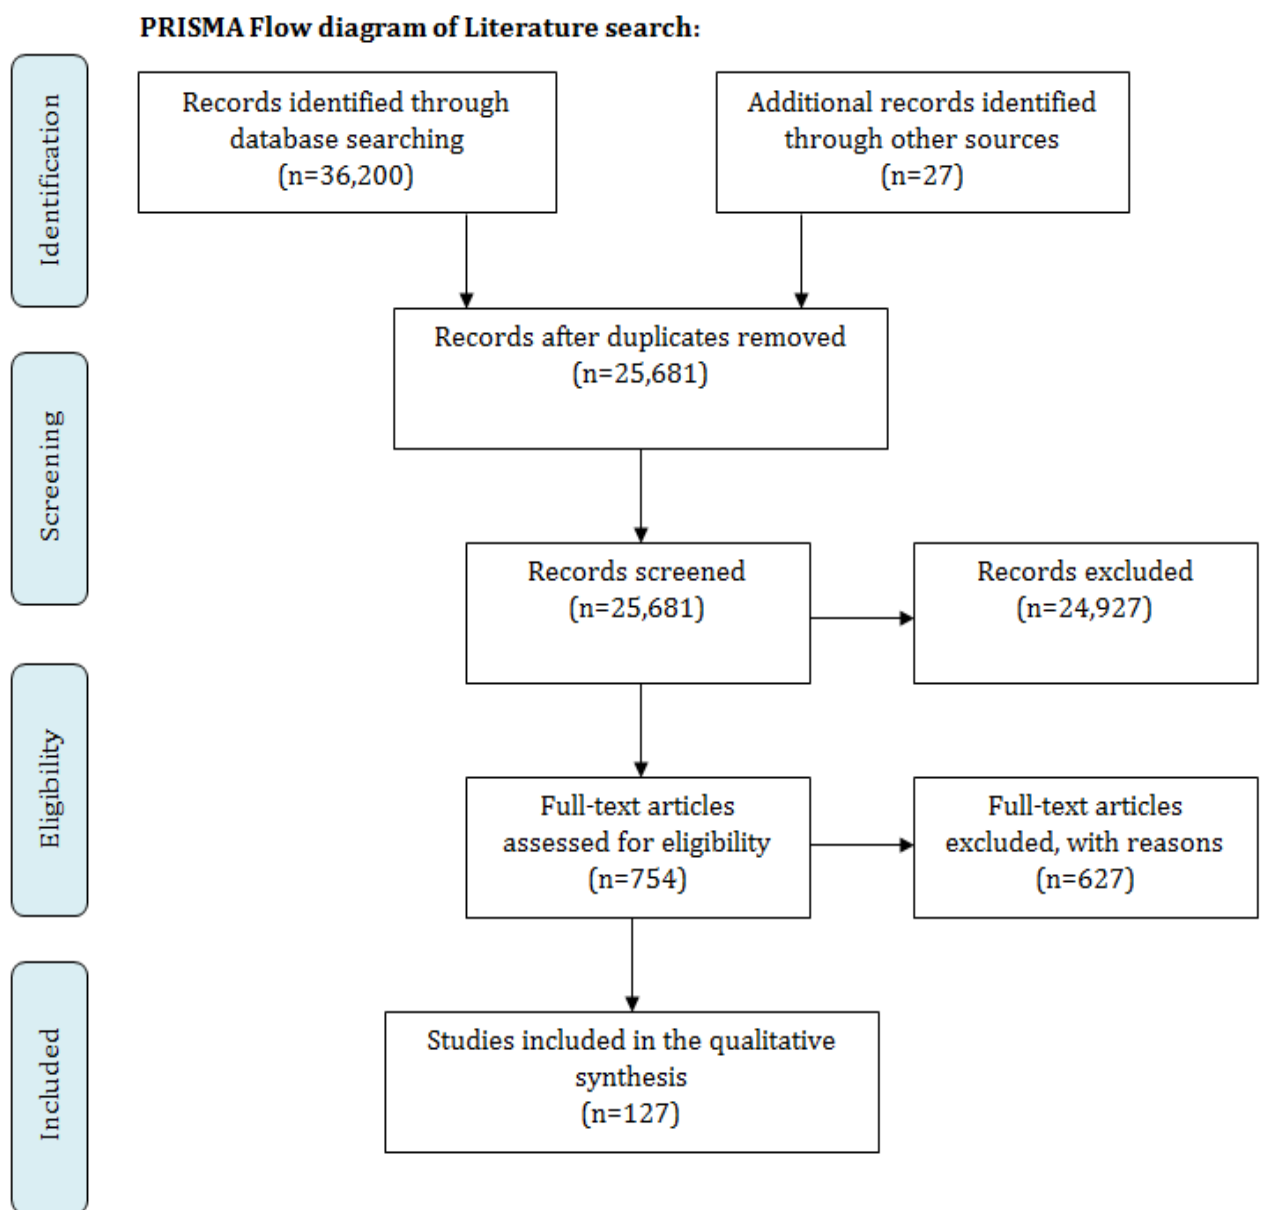 PRISMA Flow diagram of Literature search:
Identification
Records identified through
database searching
(n=36,200)
Additional records identified
through other sources
(n=27)
Records after duplicates removed
(n=25,681)
Screening
Records screened
(n=25,681)
Records excluded
(n=24,927)
Eligibility
Full-text articles
assessed for eligibility
(n=754)
Full-text articles
excluded, with reasons
(n=627)
Included
Studies included in the qualitative
synthesis
(n=127)